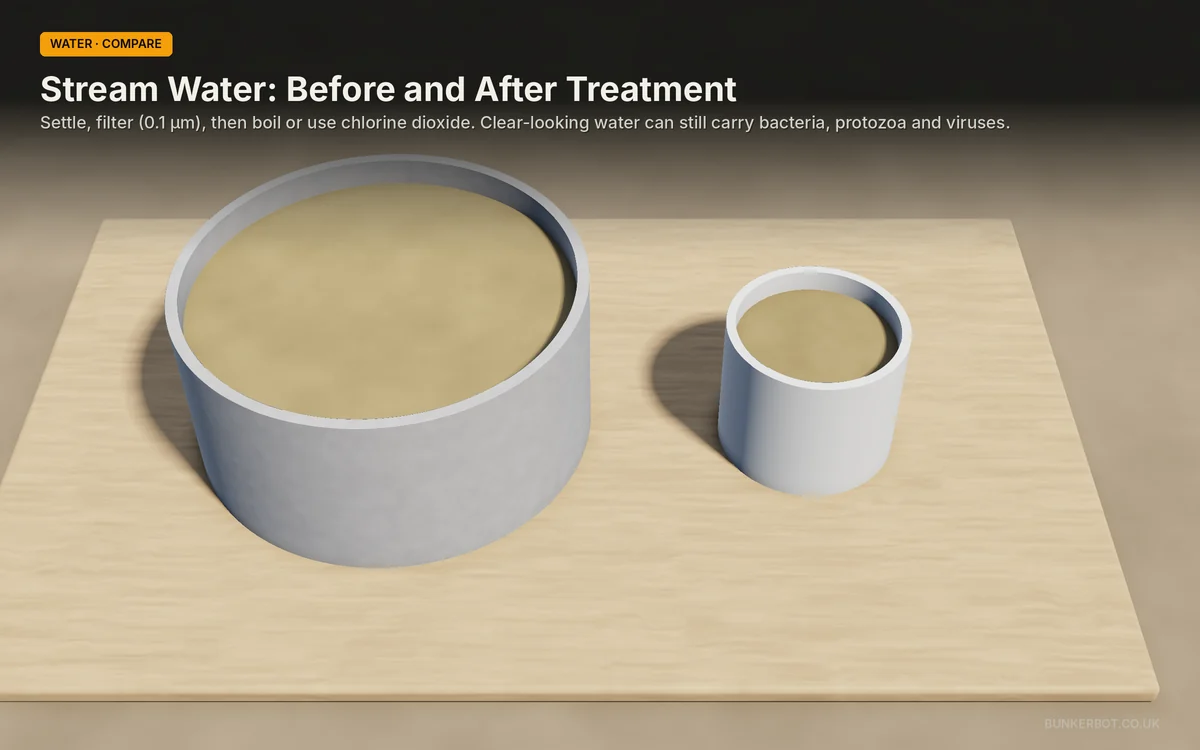 WATER · COMPARE
Stream Water: Before and After Treatment
Settle, filter (0.1 µm), then boil or use chlorine dioxide. Clear-looking water can still carry bacteria, protozoa and viruses.
BUNKERBOT.CO.UK